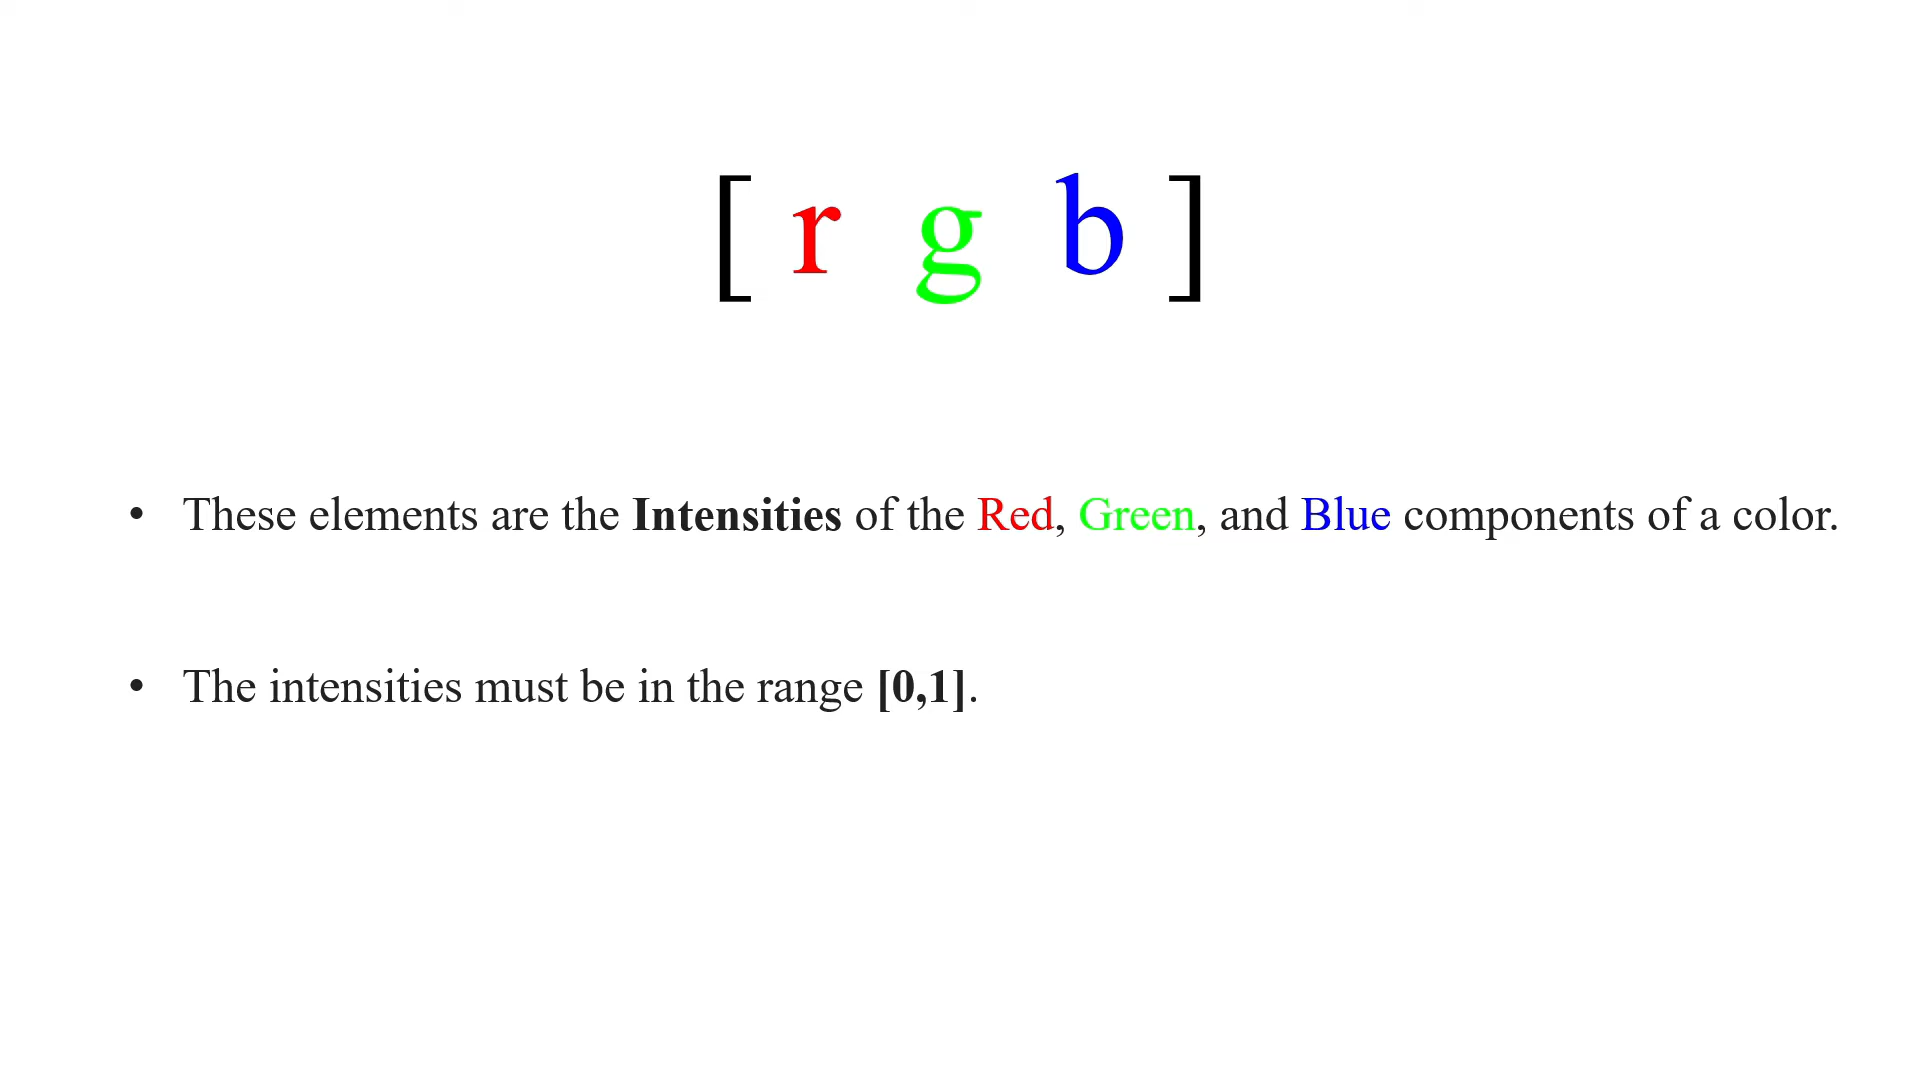 [ r g b ]
• These elements are the Intensities of the Red, Green, and Blue components of a color.
• The intensities must be in the range [0,1].